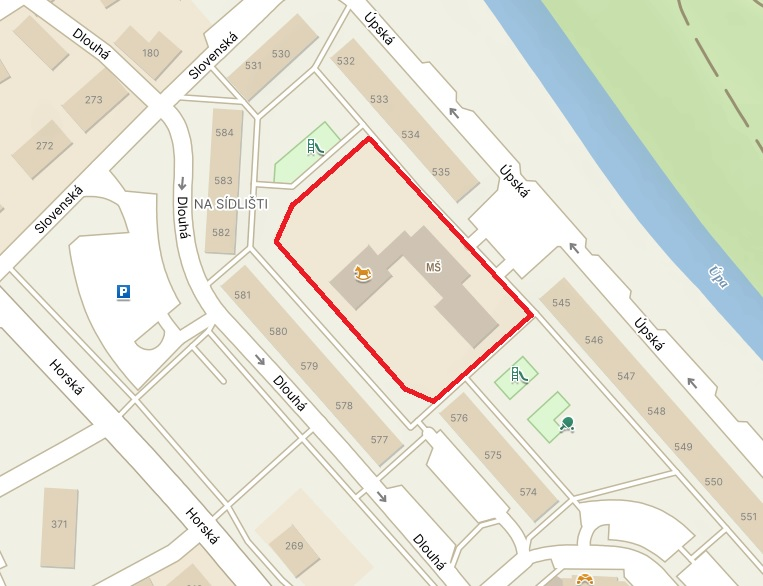 Úpská
Dlouhá
Slovenská
180
530
531
532
273
533
584
534
272
583
535
Úpská
Slovenská
Dlouhá
NA SÍDLIŠTI
582
MŠ
Úpa
P
581
545
580
546
Úpská
579
547
Horská
Dlouhá
578
548
576
577
549
575
550
574
551
371
Horská
269
Dlouhá